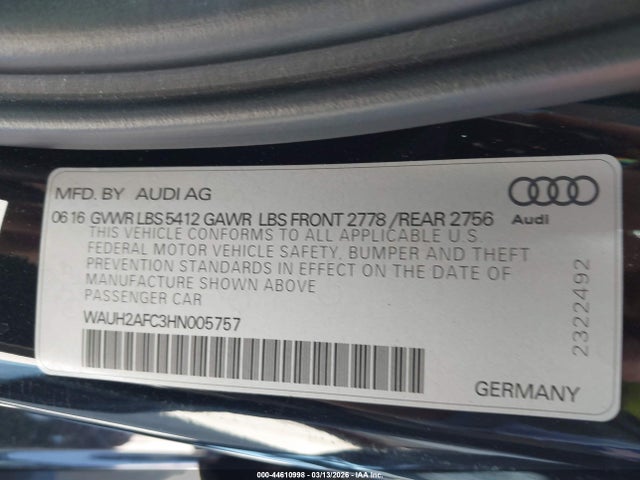 MFD. BY AUDI AG
06 16 GVWR LBS 5412 GAWR LBS FRONT 2778 / REAR 2756
Audi
THIS VEHICLE CONFORMS TO ALL APPLICABLE U.S.
FEDERAL MOTOR VEHICLE SAFETY, BUMPER AND THEFT
PREVENTION STANDARDS IN EFFECT ON THE DATE OF
MANUFACTURE SHOWN ABOVE
PASSENGER CAR
WAUH2AFC3HN005757
2322492
GERMANY
000-44610998 - 03/13/2026 - IAA Inc.